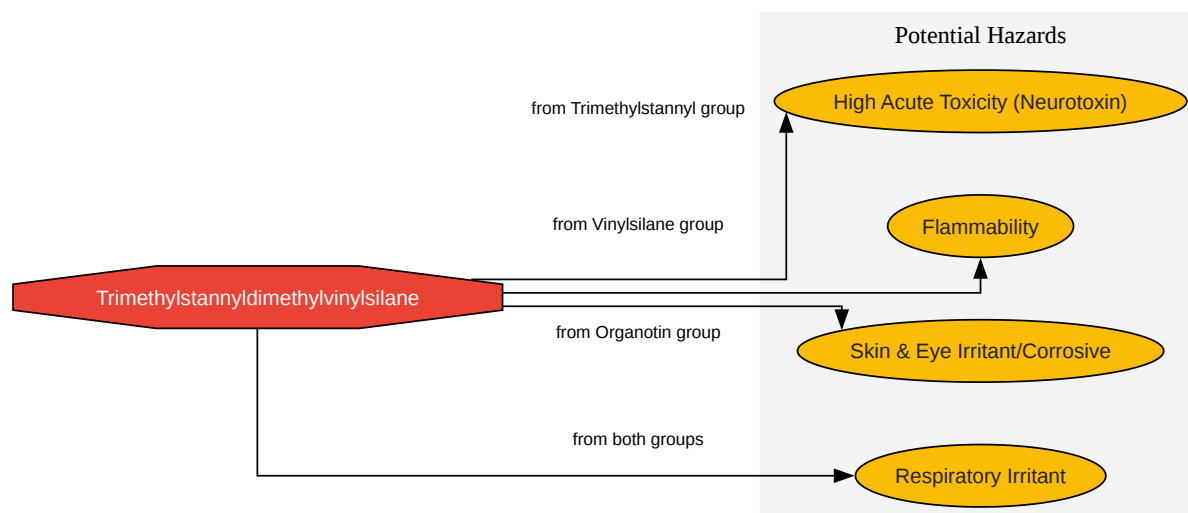 Potential Hazards
from Trimethylstannyl group
High Acute Toxicity (Neurotoxin)
from Vinylsilane group
Flammability
Trimethylstannyldimethylvinylsilane
from Organotin group
Skin & Eye Irritant/Corrosive
from both groups
Respiratory Irritant